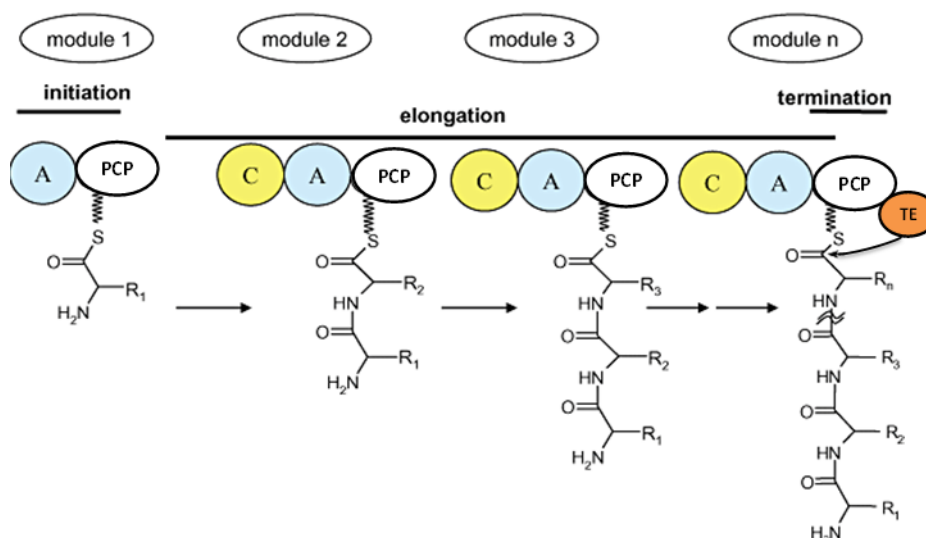 module 1 module 2 module 3 module n
initiation termination
elongation
A PCP C A PCP C A PCP C A PCP TE
S S S S
O O O O
R₁ R₂ R₃ Rₙ
H₂N HN HN HN
O O O
R₁ R₂ R₃
H₂N HN HN
O O
R₁ R₂
H₂N HN
O
R₁
H₂N